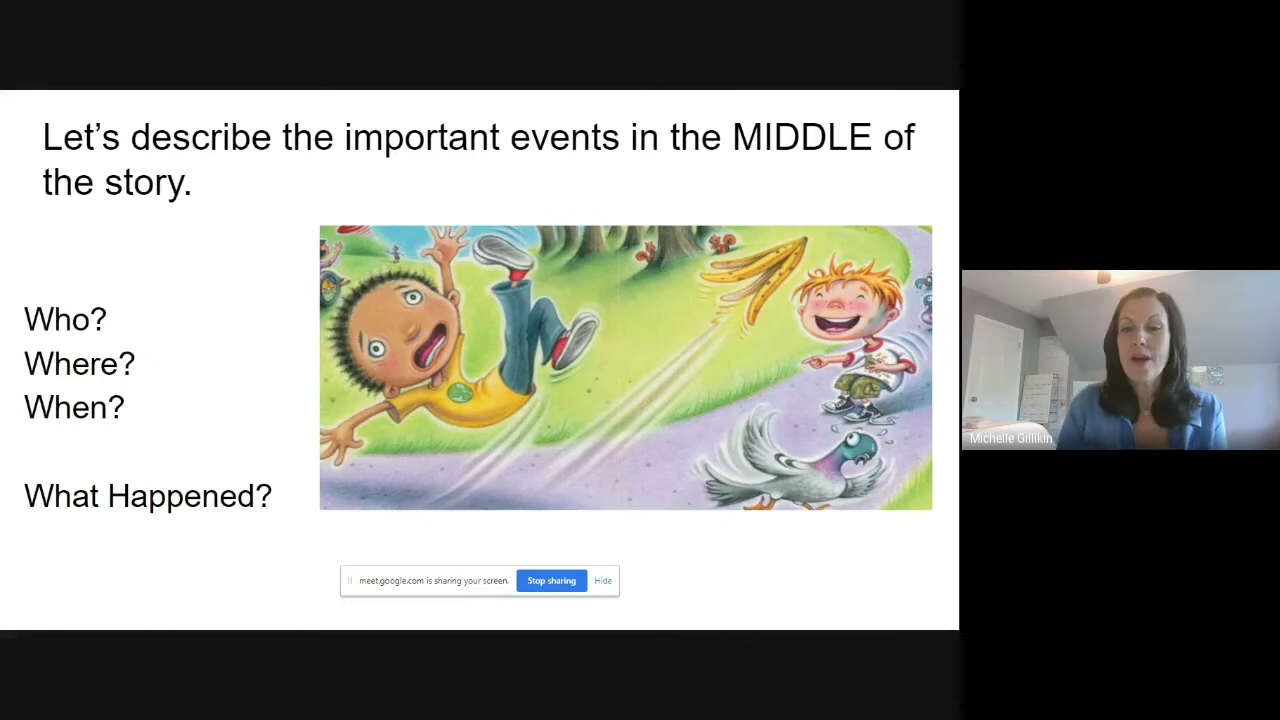 Let’s describe the important events in the MIDDLE of
the story.
Who?
Where?
When?
What Happened?
meet.google.com is sharing your screen.
Stop sharing
Hide
Michelle Gillikin